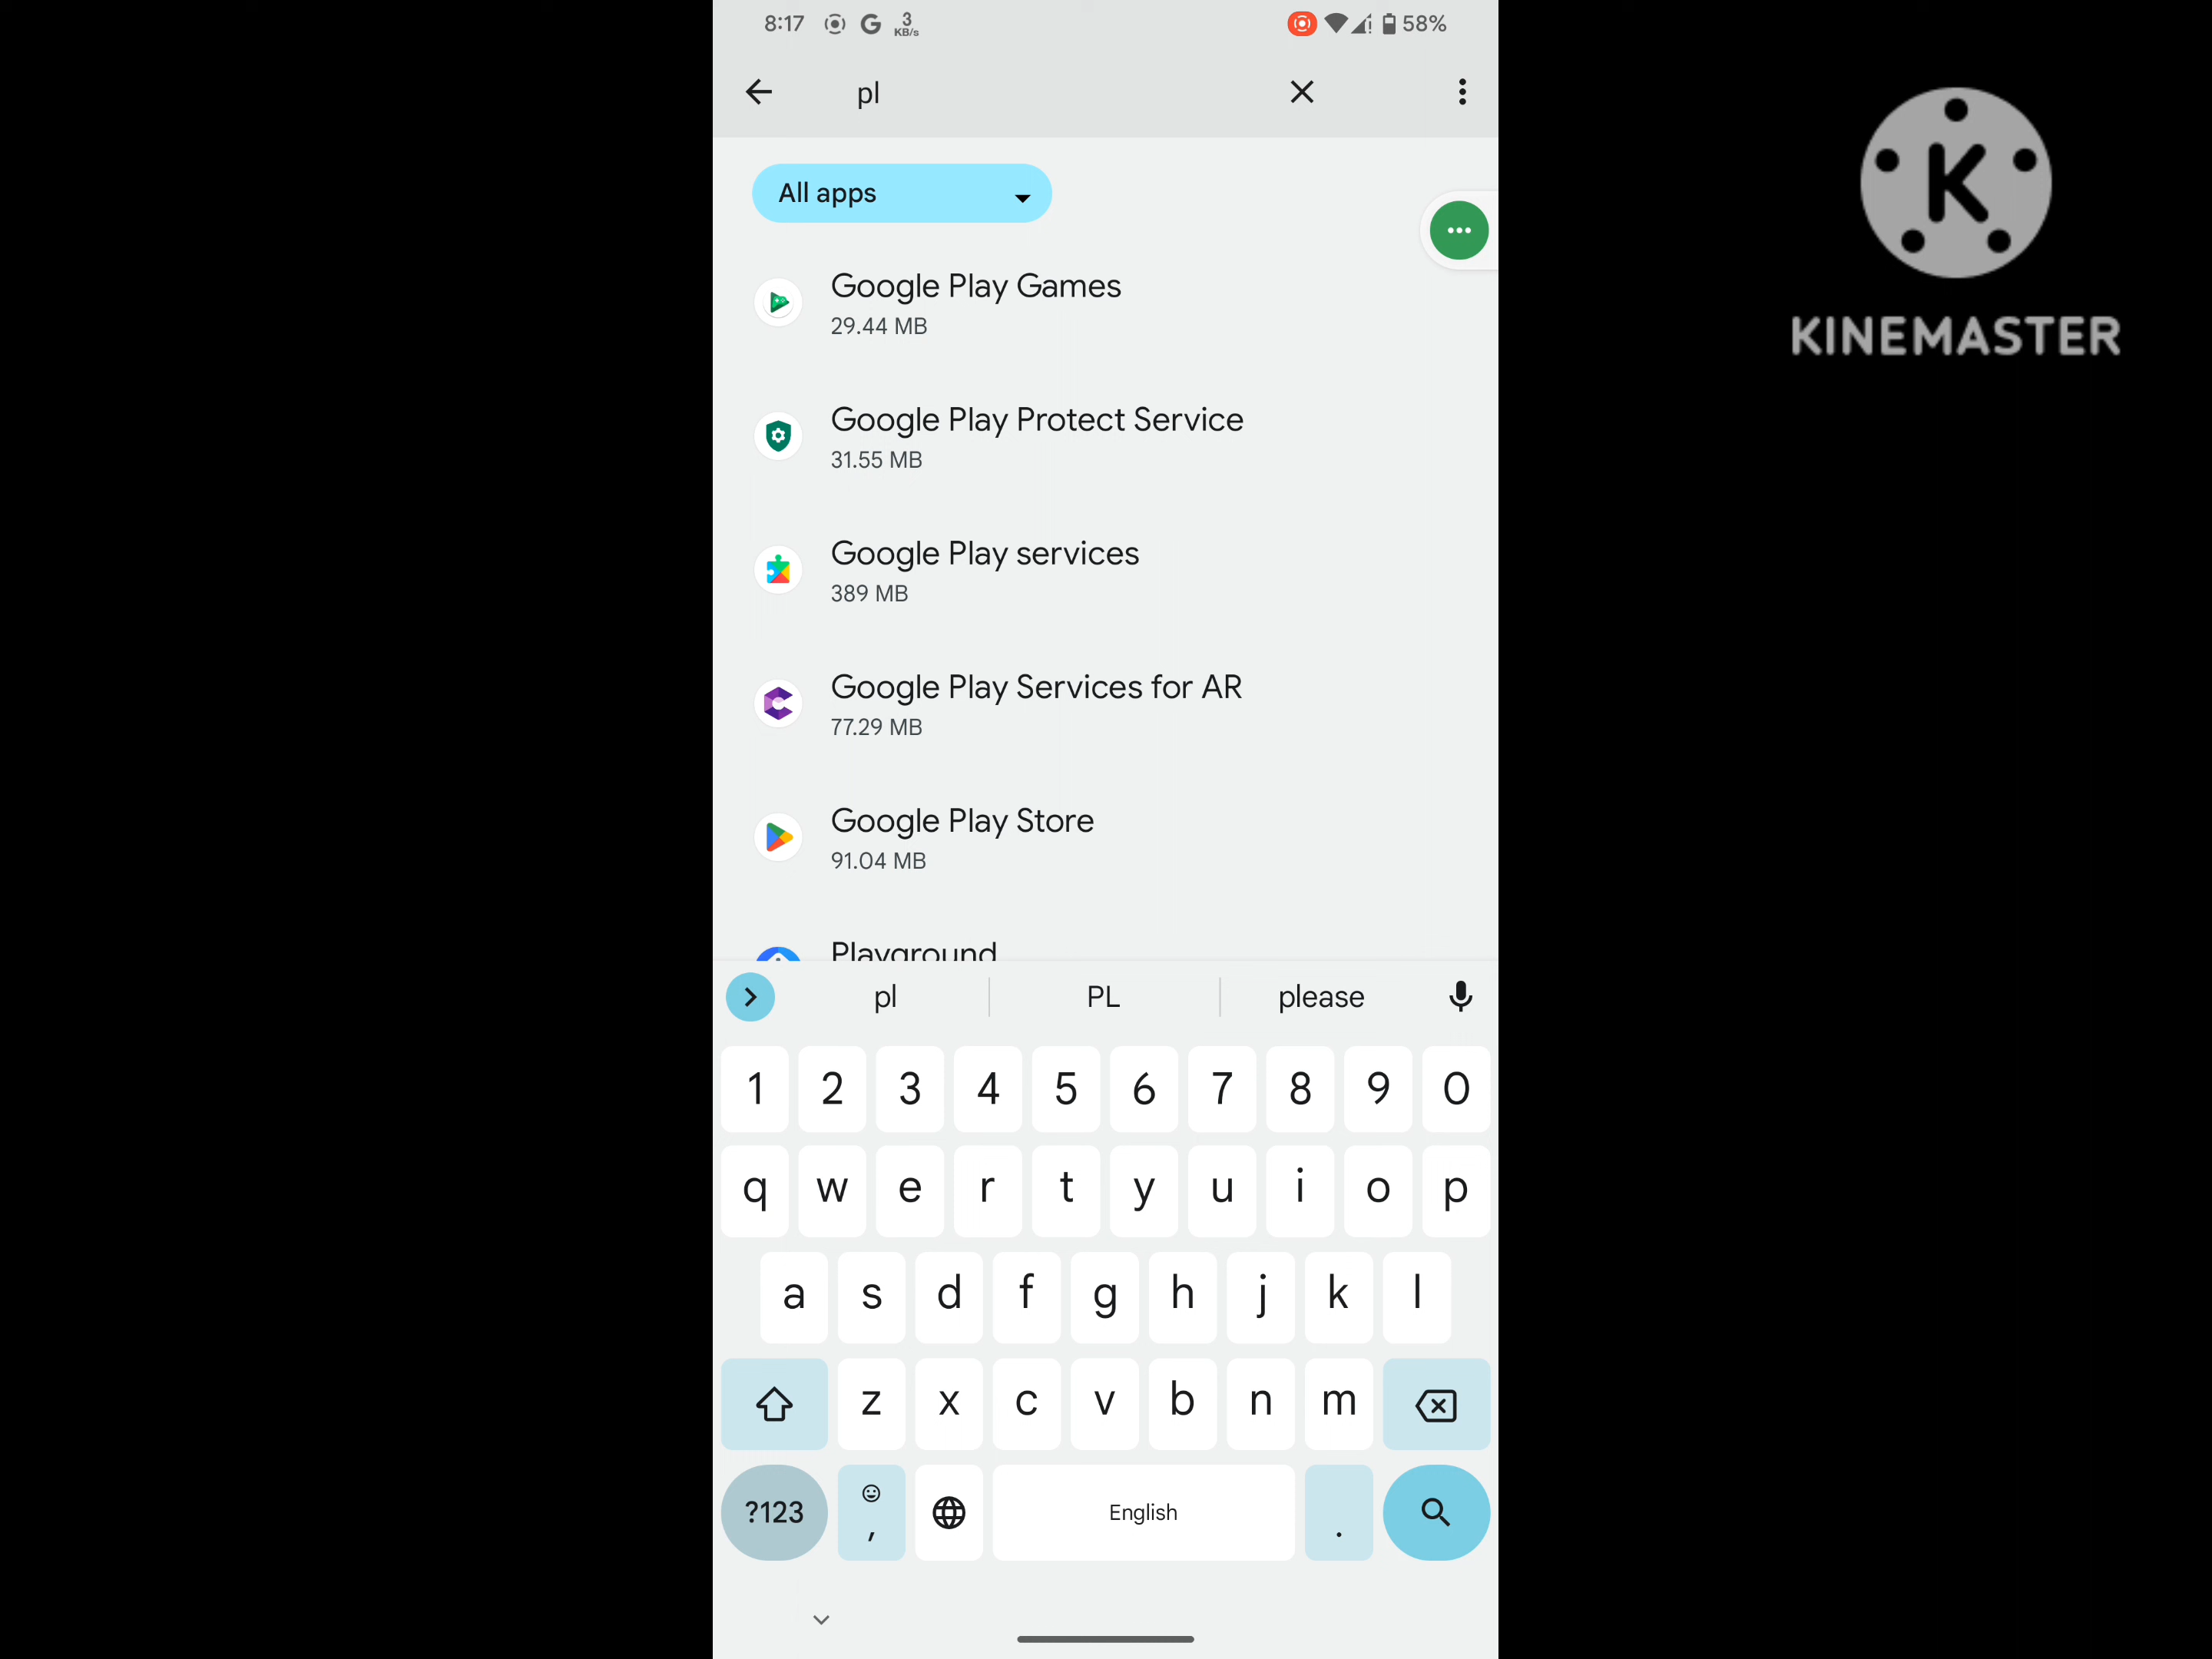 8:17 3 KB/s 58%
pl
All apps
Google Play Games
29.44 MB
Google Play Protect Service
31.55 MB
Google Play services
389 MB
Google Play Services for AR
77.29 MB
Google Play Store
91.04 MB
Playground
pl PL please
1 2 3 4 5 6 7 8 9 0
q w e r t y u i o p
a s d f g h j k l
z x c v b n m
?123 , English .
K
KINEMASTER